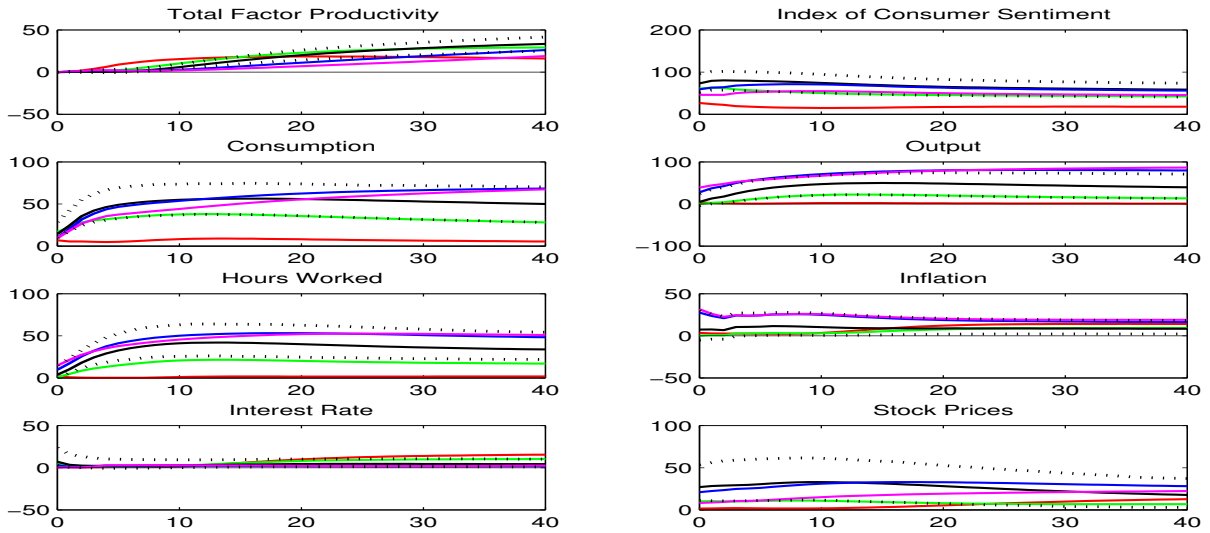 Total Factor Productivity
50
0
−50
0 10 20 30 40
Index of Consumer Sentiment
200
100
0
0 10 20 30 40
Consumption
100
50
0
0 10 20 30 40
Output
100
0
−100
0 10 20 30 40
Hours Worked
100
50
0
0 10 20 30 40
Inflation
50
0
−50
0 10 20 30 40
Interest Rate
50
0
−50
0 10 20 30 40
Stock Prices
100
50
0
0 10 20 30 40